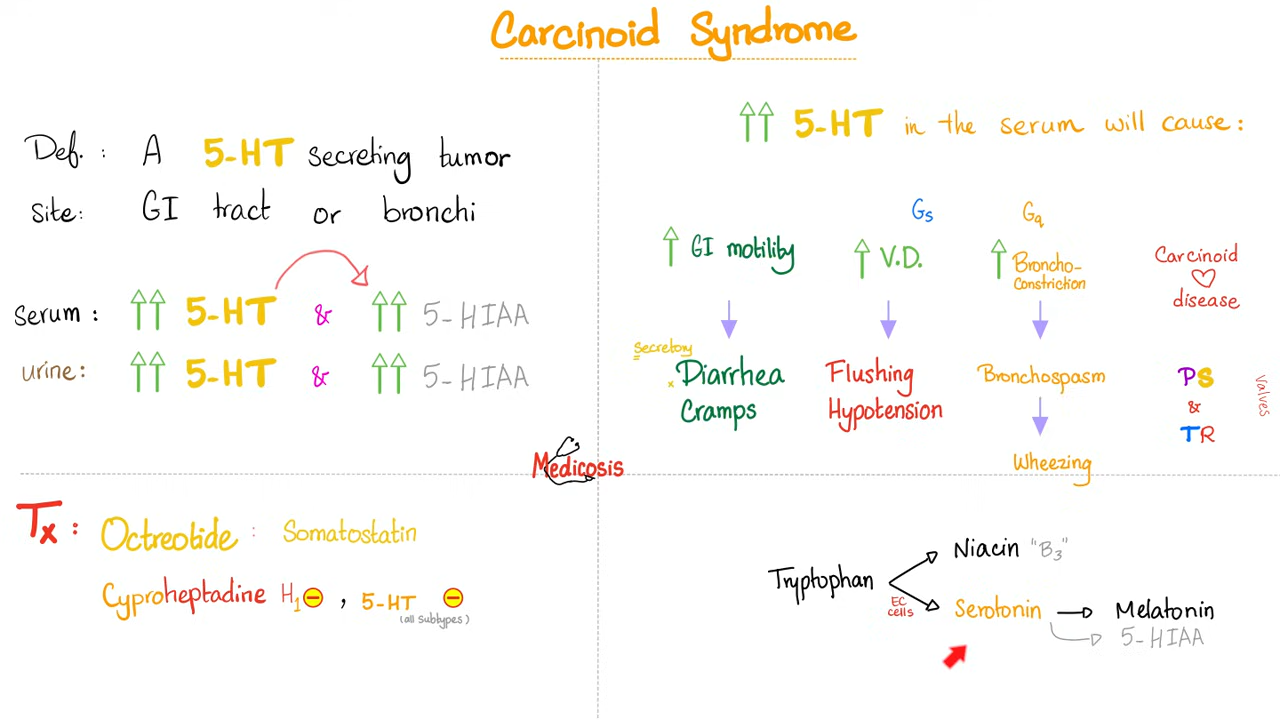 Carcinoid Syndrome
Def. : A 5-HT secreting tumor
Site: GI tract or bronchi
Serum : ↑↑ 5-HT & ↑↑ 5-HIAA
urine: ↑↑ 5-HT & ↑↑ 5-HIAA
↑↑ 5-HT in the serum will cause:
↑ GI motility
secretory
x Diarrhea
Cramps
Gs
↑ V.D.
Flushing
Hypotension
Gq
↑ Broncho-
Constriction
Bronchospasm
Wheezing
Carcinoid
♡
disease
PS
&
TR
Valves
Medicosis
Tx : Octreotide : Somatostatin
Cyproheptadine H1 ⊖ , 5-HT ⊖
(all subtypes)
Niacin "B3"
Tryptophan
EC
cells
Serotonin → Melatonin
5-HIAA